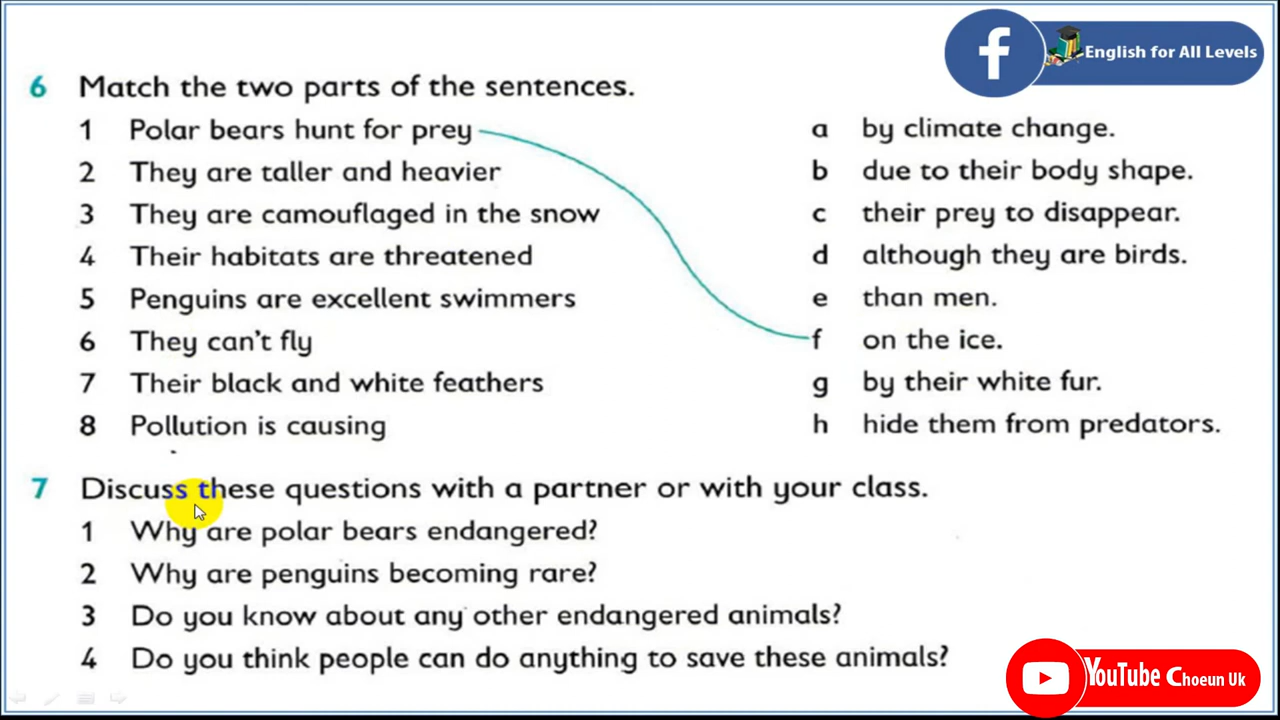 f English for All Levels
6 Match the two parts of the sentences.
1 Polar bears hunt for prey
a by climate change.
2 They are taller and heavier
b due to their body shape.
3 They are camouflaged in the snow
c their prey to disappear.
4 Their habitats are threatened
d although they are birds.
5 Penguins are excellent swimmers
e than men.
6 They can't fly
f on the ice.
7 Their black and white feathers
g by their white fur.
8 Pollution is causing
h hide them from predators.
7 Discuss these questions with a partner or with your class.
1 Why are polar bears endangered?
2 Why are penguins becoming rare?
3 Do you know about any other endangered animals?
4 Do you think people can do anything to save these animals?
YouTube Choeun Uk